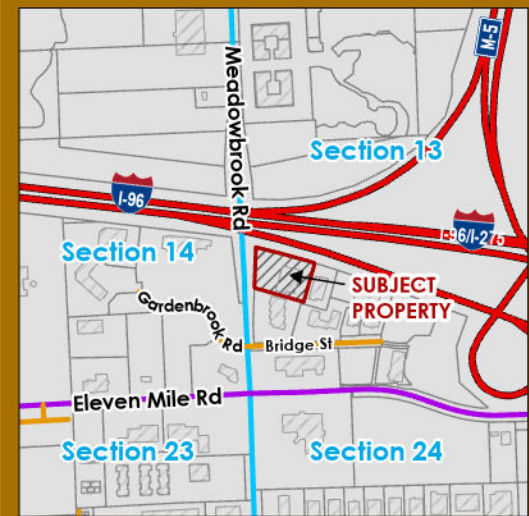 M-5
Meadowbrook Rd
Section 13
I-96
I-96/I-275
Section 14
SUBJECT
PROPERTY
Gardenbrook Rd
Bridge St
Eleven Mile Rd
Section 23
Section 24